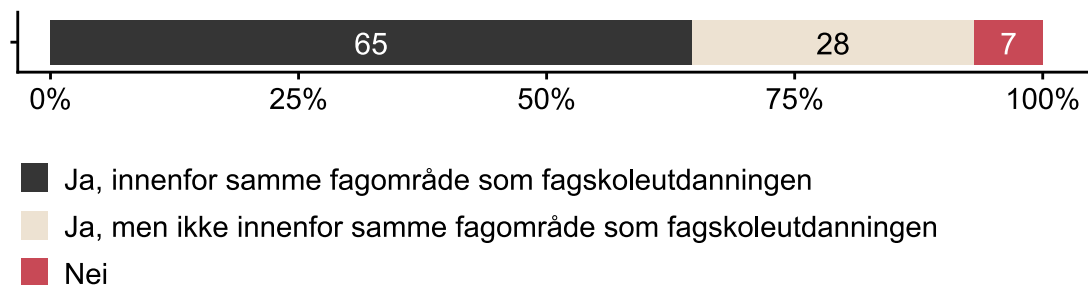 65 28 7
0% 25% 50% 75% 100%
Ja, innenfor samme fagområde som fagskoleutdanningen
Ja, men ikke innenfor samme fagområde som fagskoleutdanningen
Nei